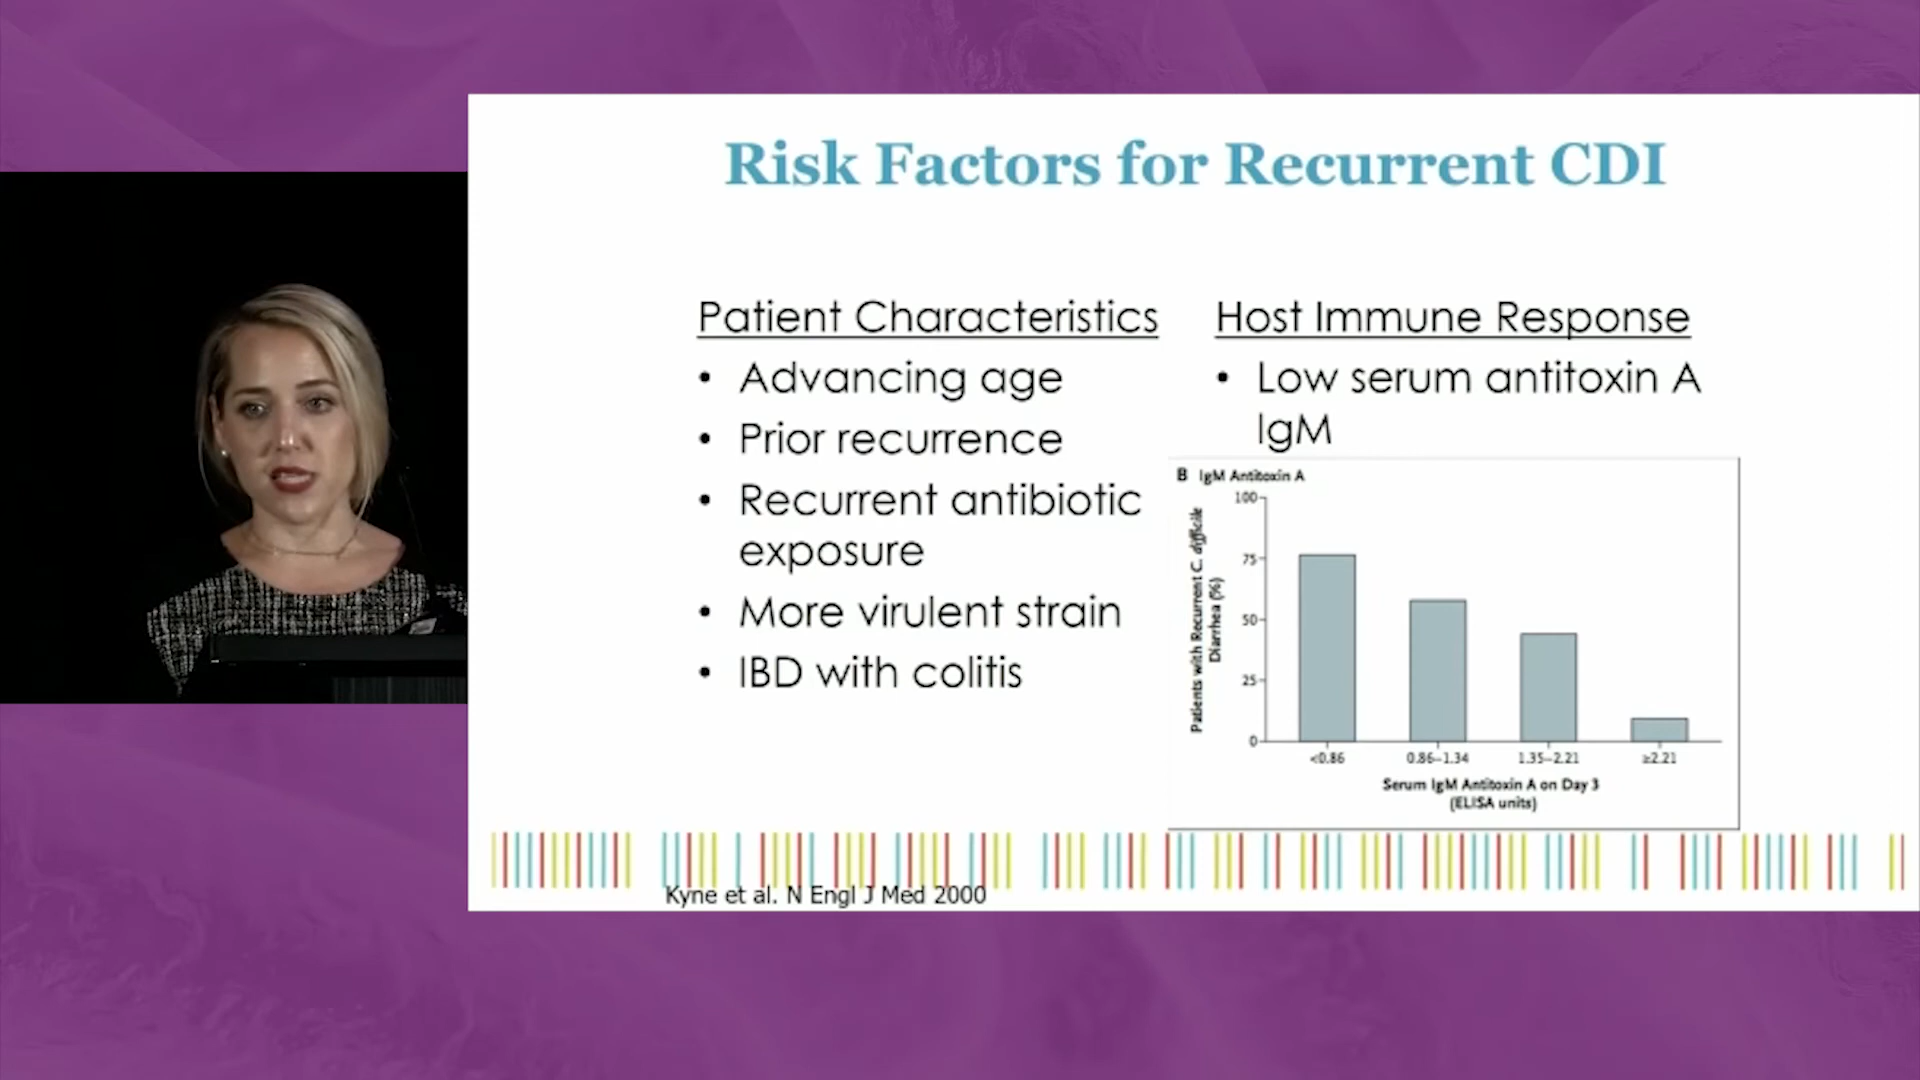 Risk Factors for Recurrent CDI
Patient Characteristics
• Advancing age
• Prior recurrence
• Recurrent antibiotic
exposure
• More virulent strain
• IBD with colitis
Host Immune Response
• Low serum antitoxin A
IgM
B IgM Antitoxin A
Patients with Recurrent C. difficile
Diarrhea (%)
100
75
50
25
0
<0.86 0.86–1.34 1.35–2.21 ≥2.21
Serum IgM Antitoxin A on Day 3
(ELISA units)
Kyne et al. N Engl J Med 2000